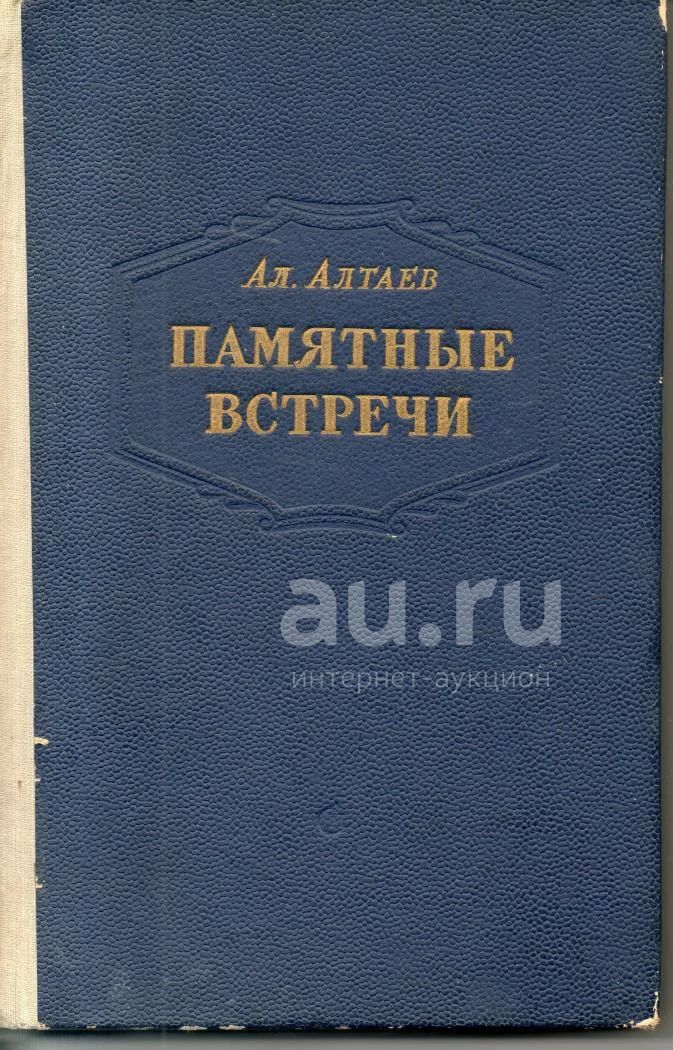 Ал. Алтаев
ПАМЯТНЫЕ
ВСТРЕЧИ
au.ru
интернет-аукцион